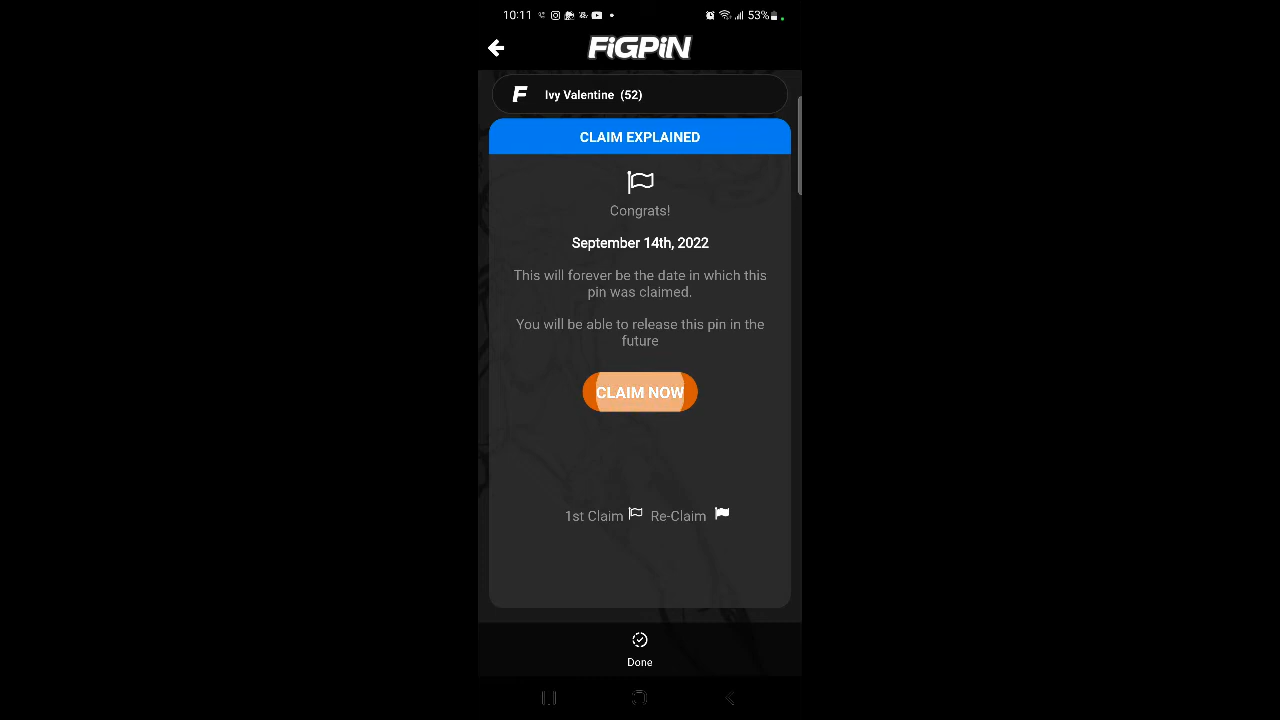 10:11
53%
FiGPiN
F Ivy Valentine (52)
CLAIM EXPLAINED
Congrats!
September 14th, 2022
This will forever be the date in which this
pin was claimed.
You will be able to release this pin in the
future
CLAIM NOW
1st Claim Re-Claim
Done